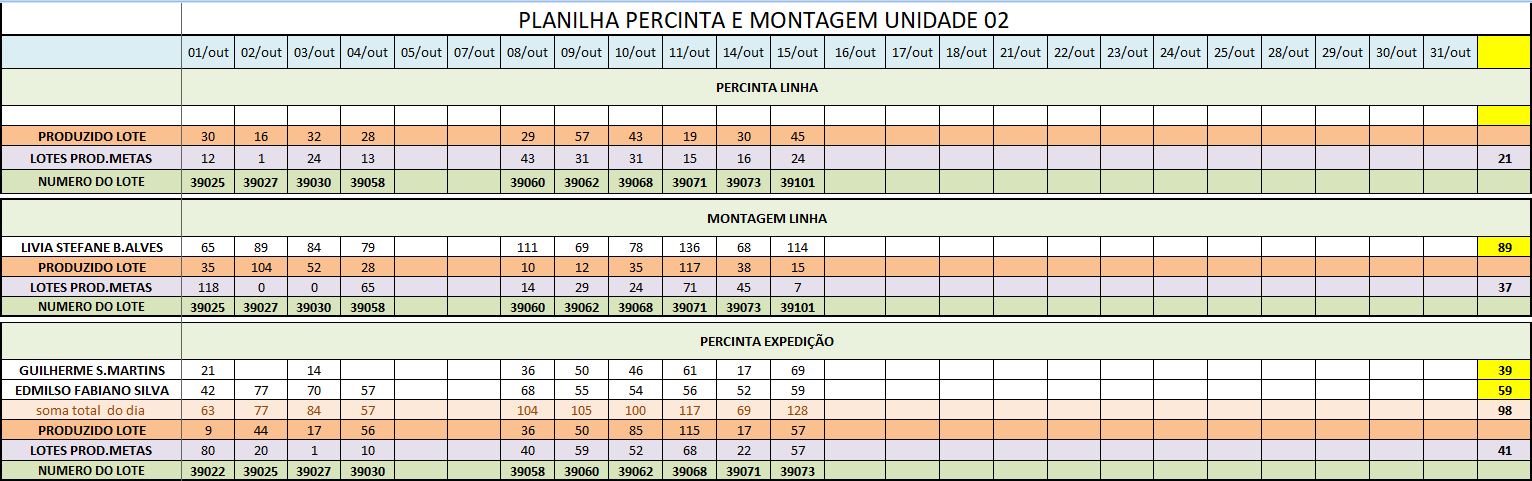 PLANILHA PERCINTA E MONTAGEM UNIDADE 02
01/out 02/out 03/out 04/out 05/out 07/out 08/out 09/out 10/out 11/out 14/out 15/out 16/out 17/out 18/out 21/out 22/out 23/out 24/out 25/out 28/out 29/out 30/out 31/out
PERCINTA LINHA
PRODUZIDO LOTE 30 16 32 28 29 57 43 19 30 45
LOTES PROD.METAS 12 1 24 13 43 31 31 15 16 24 21
NUMERO DO LOTE 39025 39027 39030 39058 39060 39062 39068 39071 39073 39101
MONTAGEM LINHA
LIVIA STEFANE B.ALVES 65 89 84 79 111 69 78 136 68 114 89
PRODUZIDO LOTE 35 104 52 28 10 12 35 117 38 15
LOTES PROD.METAS 118 0 0 65 14 29 24 71 45 7 37
NUMERO DO LOTE 39025 39027 39030 39058 39060 39062 39068 39071 39073 39101
PERCINTA EXPEDIÇÃO
GUILHERME S.MARTINS 21 14 36 50 46 61 17 69 39
EDMILSO FABIANO SILVA 42 77 70 57 68 55 54 56 52 59 59
soma total do dia 63 77 84 57 104 105 100 117 69 128 98
PRODUZIDO LOTE 9 44 17 56 36 50 85 115 17 57
LOTES PROD.METAS 80 20 1 10 40 59 52 68 22 57 41
NUMERO DO LOTE 39022 39025 39027 39030 39058 39060 39062 39068 39071 39073